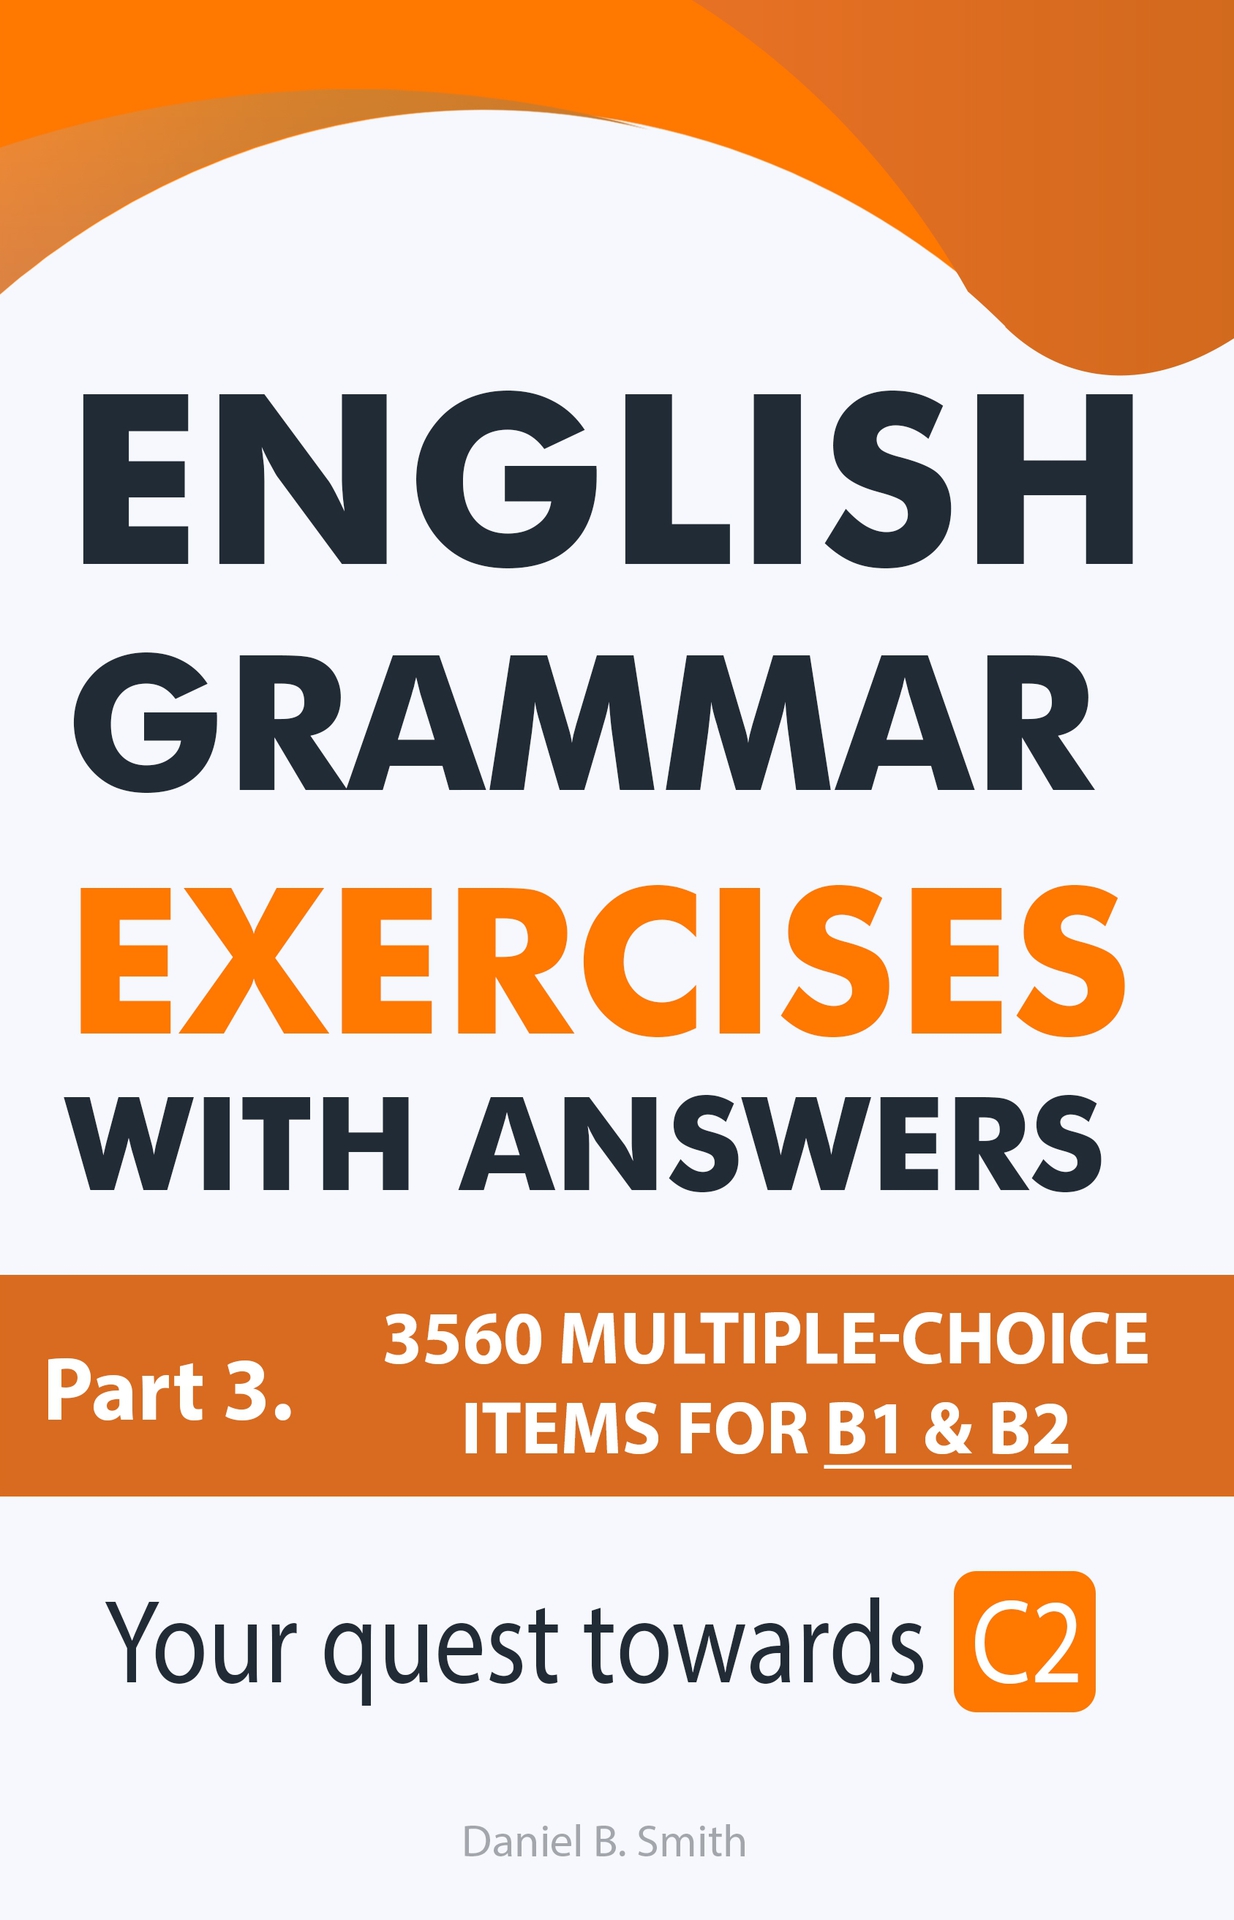 ENGLISH
GRAMMAR
EXERCISES
WITH ANSWERS
Part 3.
3560 MULTIPLE-CHOICE
ITEMS FOR B1 & B2
Your quest towards C2
Daniel B. Smith